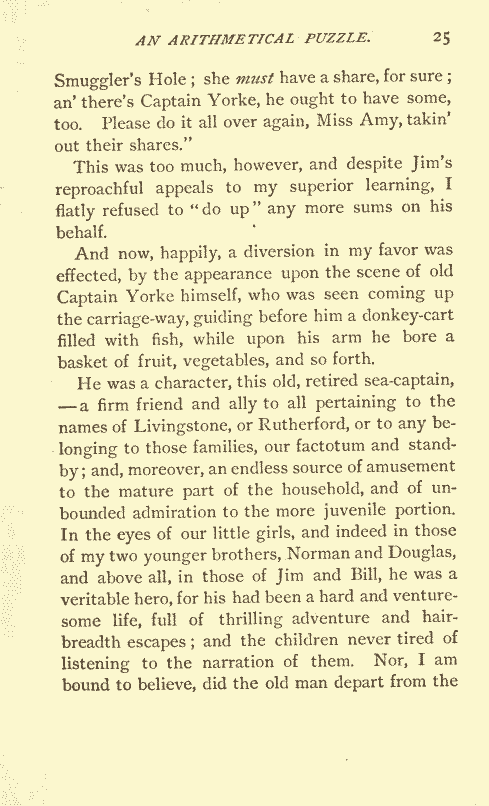 AN ARITHMETICAL PUZZLE. 25
Smuggler's Hole ; she must have a share, for sure ;
an' there's Captain Yorke, he ought to have some,
too. Please do it all over again, Miss Amy, takin'
out their shares."
This was too much, however, and despite Jim's
reproachful appeals to my superior learning, I
flatly refused to "do up" any more sums on his
behalf.
And now, happily, a diversion in my favor was
effected, by the appearance upon the scene of old
Captain Yorke himself, who was seen coming up
the carriage-way, guiding before him a donkey-cart
filled with fish, while upon his arm he bore a
basket of fruit, vegetables, and so forth.
He was a character, this old, retired sea-captain,
—a firm friend and ally to all pertaining to the
names of Livingstone, or Rutherford, or to any be-
longing to those families, our factotum and stand-
by; and, moreover, an endless source of amusement
to the mature part of the household, and of un-
bounded admiration to the more juvenile portion.
In the eyes of our little girls, and indeed in those
of my two younger brothers, Norman and Douglas,
and above all, in those of Jim and Bill, he was a
veritable hero, for his had been a hard and venture-
some life, full of thrilling adventure and hair-
breadth escapes ; and the children never tired of
listening to the narration of them. Nor, I am
bound to believe, did the old man depart from the